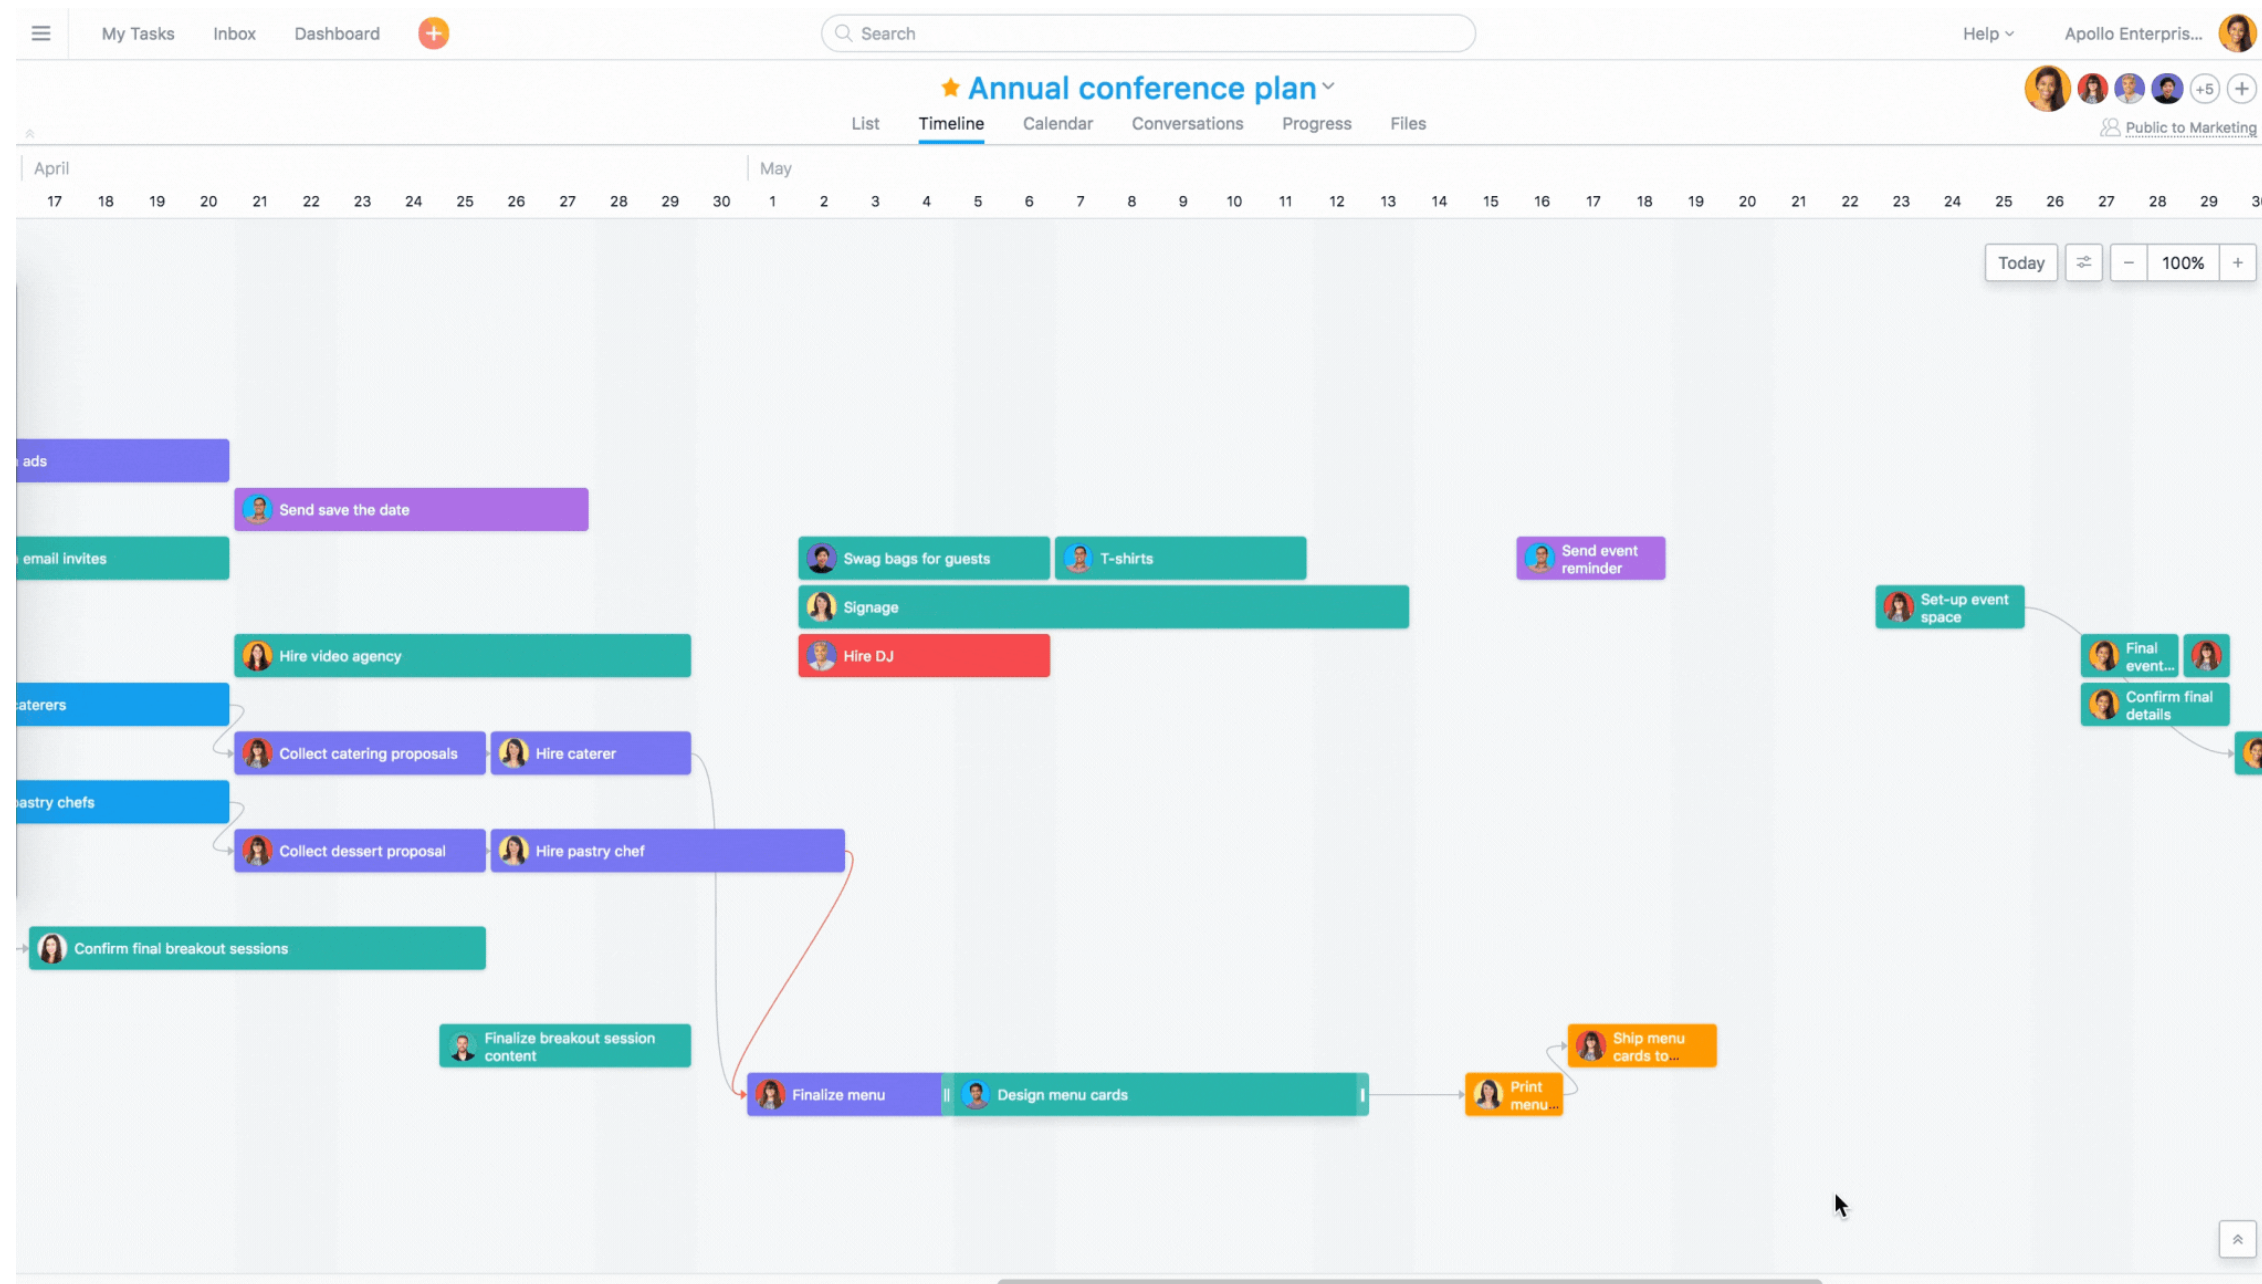 My Tasks Inbox Dashboard Search Help Apollo Enterpris...
Annual conference plan
+5
List Timeline Calendar Conversations Progress Files
Public to Marketing
April May
17 18 19 20 21 22 23 24 25 26 27 28 29 30 1 2 3 4 5 6 7 8 9 10 11 12 13 14 15 16 17 18 19 20 21 22 23 24 25 26 27 28 29
Today 100%
ads
Send save the date
email invites
Swag bags for guests
T-shirts
Send event
reminder
Signage
Set-up event
space
Hire video agency
Hire DJ
Final
event...
aterers
Confirm final
details
Collect catering proposals
Hire caterer
astry chefs
Collect dessert proposal
Hire pastry chef
Confirm final breakout sessions
Finalize breakout session
content
Ship menu
cards to...
Finalize menu
Design menu cards
Print
menu...